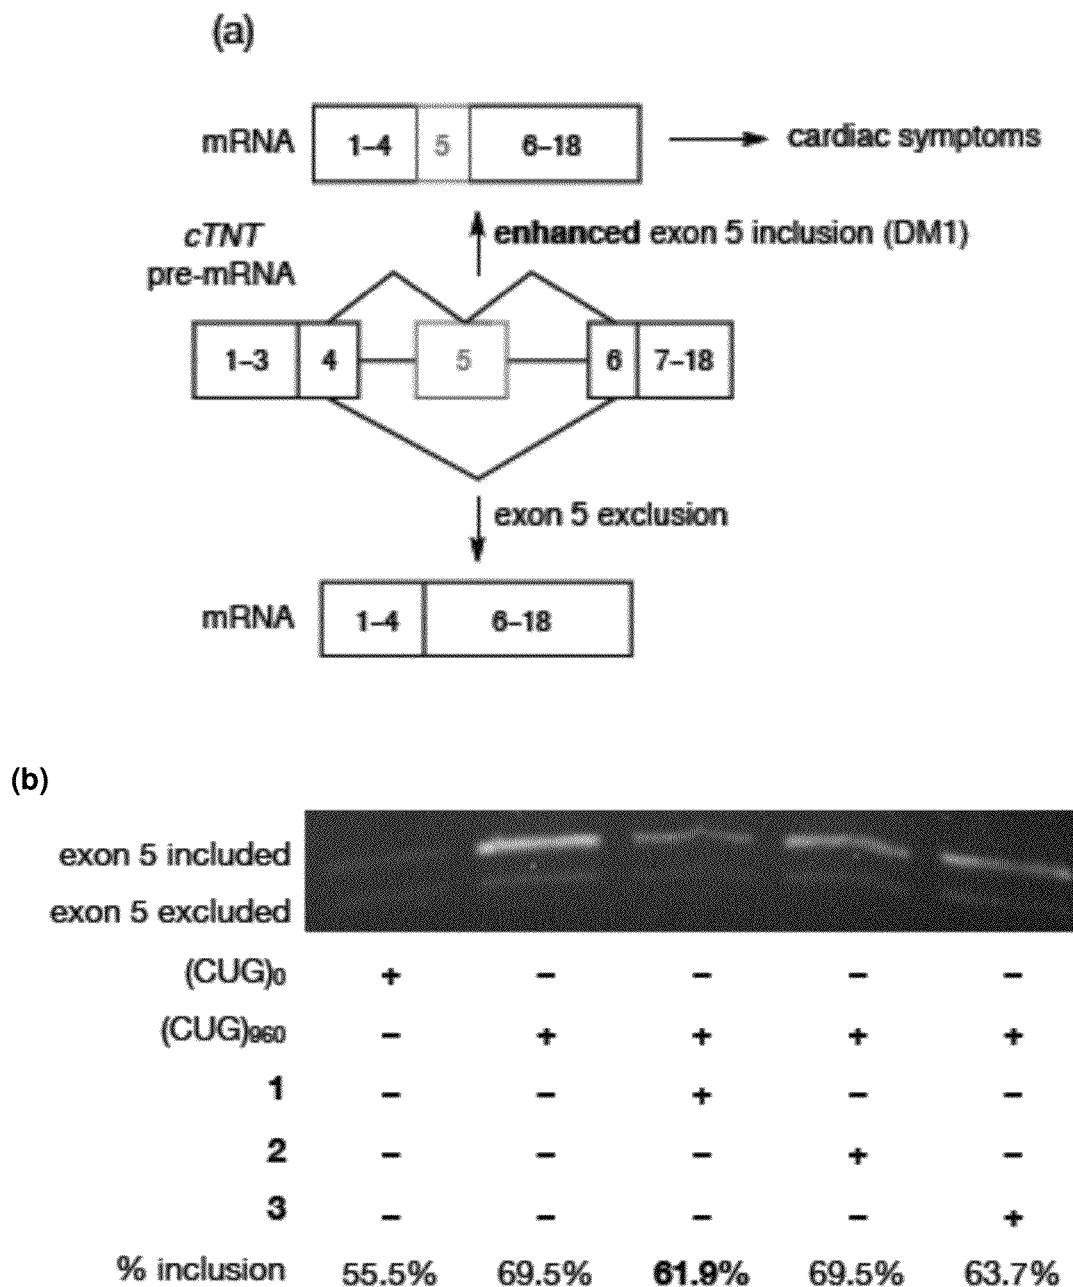 (a)
mRNA 1–4 5 6–18 cardiac symptoms
cTNT
pre-mRNA
enhanced exon 5 inclusion (DM1)
1–3 4 5 6 7–18
exon 5 exclusion
mRNA 1–4 6–18
(b)
exon 5 included
exon 5 excluded
(CUG)0 + – – – –
(CUG)960 – + + + +
1 – – + – –
2 – – – + –
3 – – – – +
% inclusion 55.5% 69.5% 61.9% 69.5% 63.7%